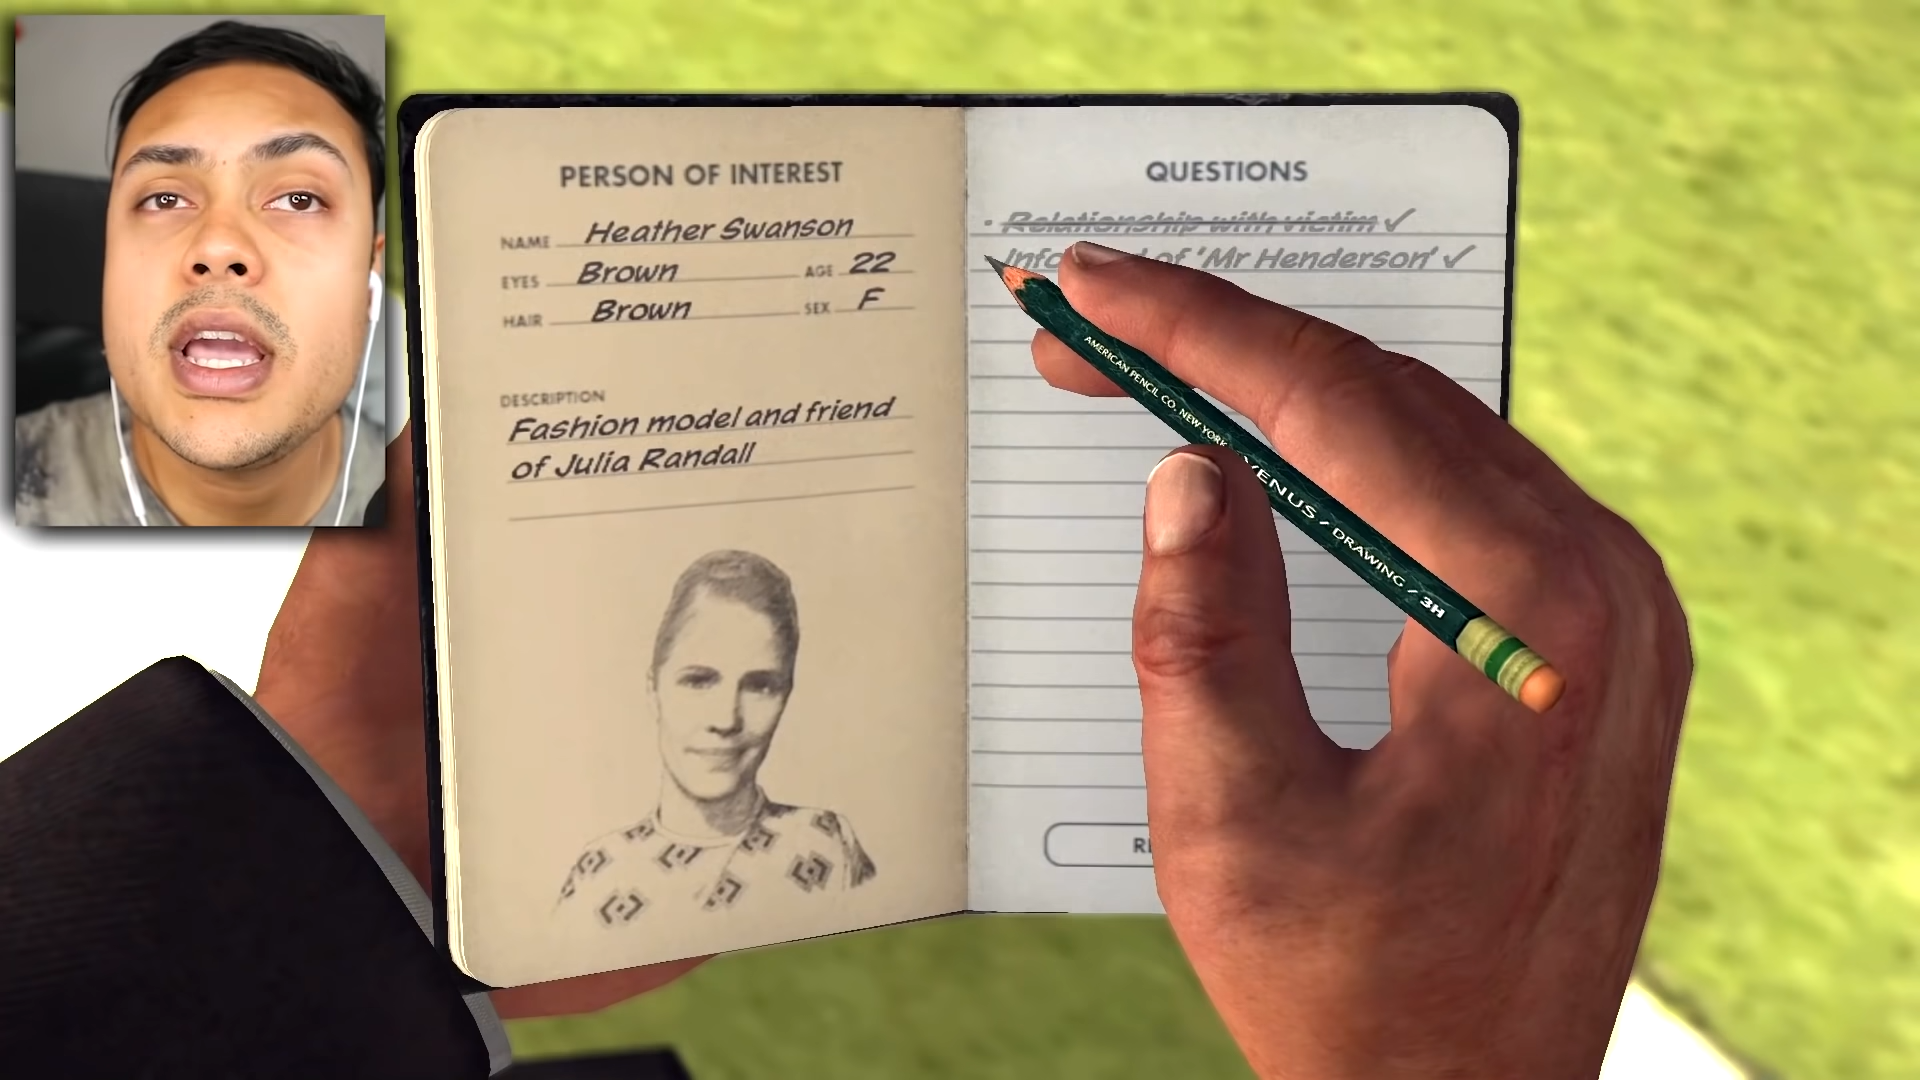 PERSON OF INTEREST
NAME Heather Swanson
EYES Brown AGE 22
HAIR Brown SEX F
DESCRIPTION
Fashion model and friend
of Julia Randall
QUESTIONS
· Relationship with victim ✓
of 'Mr Henderson' ✓
AMERICAN PENCIL CO. NEW YORK
VENUS / DRAWING / 3H